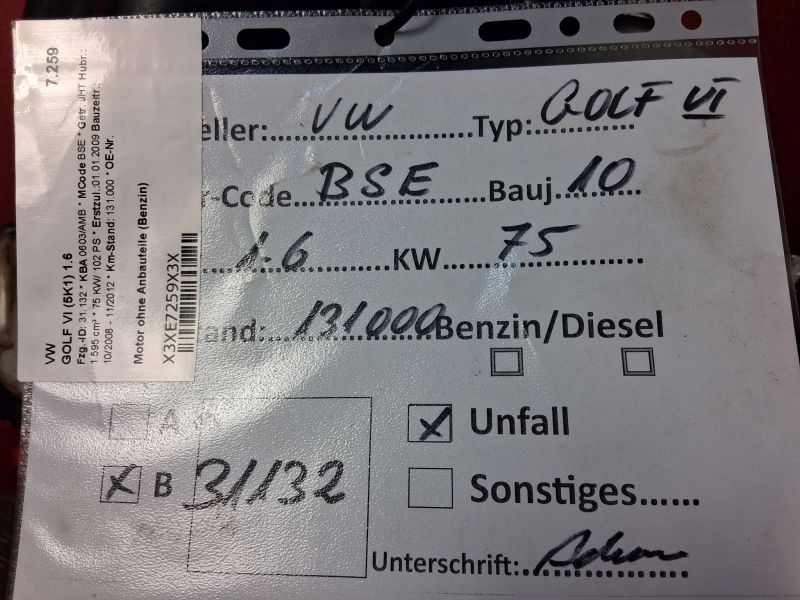 VW
GOLF VI (5K1) 1.6
Fzg.-ID: 31.132 * KBA 0603/AMB * MCode BSE * Getr. JHT Hubr.:
1.595 cm³ * 75 KW/ 102 PS * Erstzul.:01.01.2009 Bauzeitr.:
10/2008 - 11/2012 * Km-Stand: 131.000 * OE-Nr.
Motor ohne Anbauteile (Benzin)
X3XE7259X3X
7.259
eller: VW Typ: GOLF VI
r-Code BSE Bauj. 10
1.6 KW 75
tand: 131000 Benzin/Diesel
A Unfall
B 31132 Sonstiges......
Unterschrift: